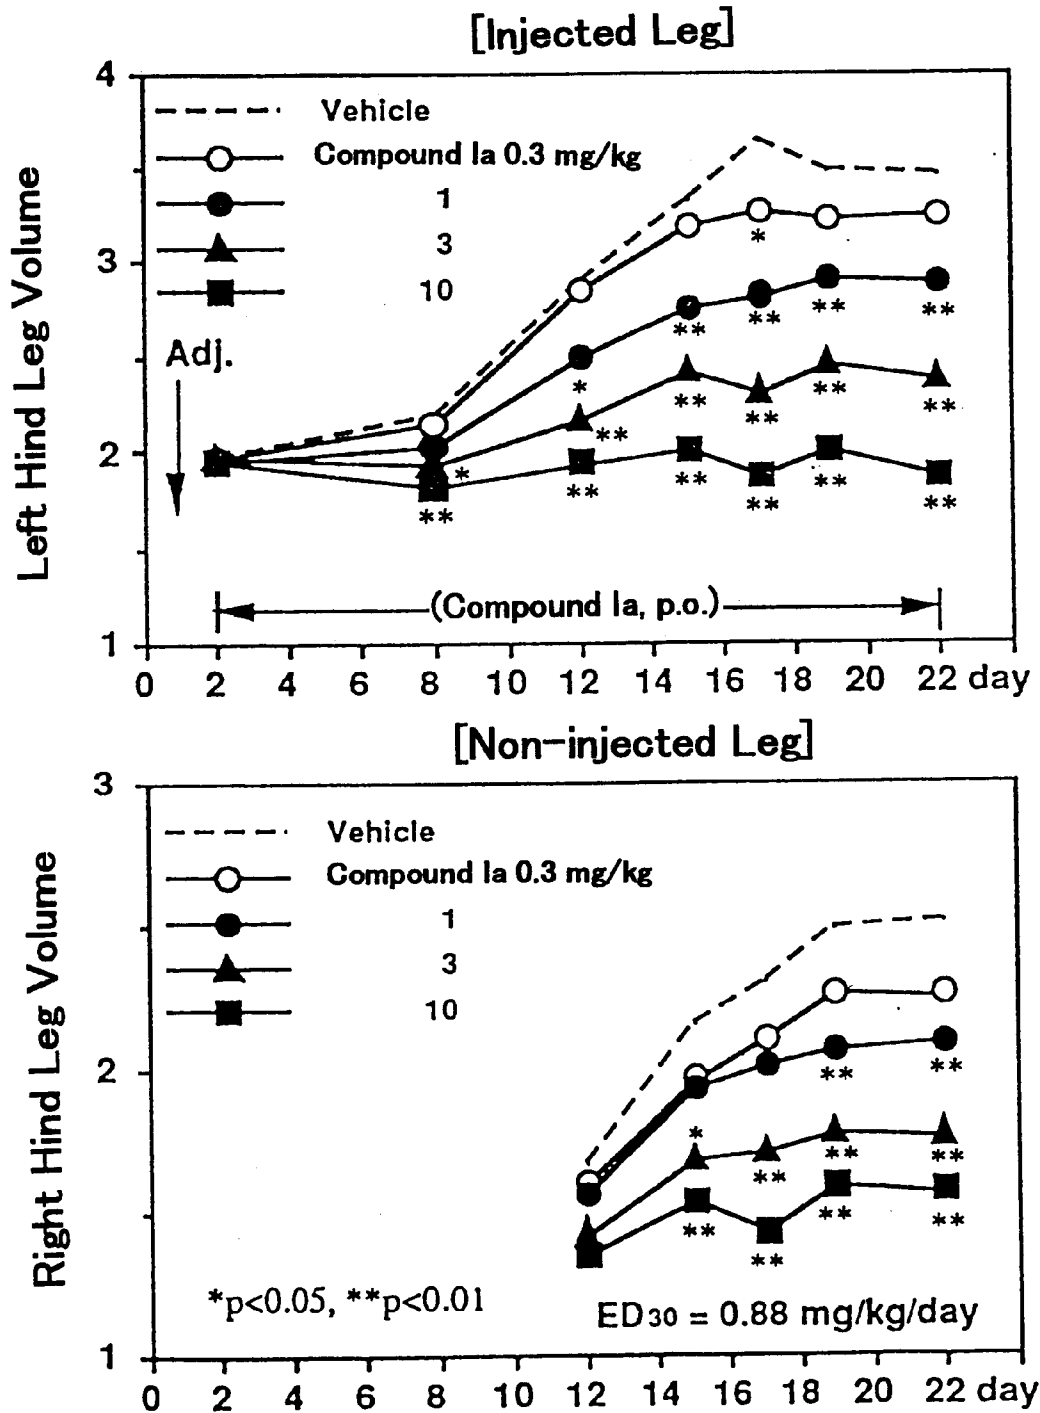 [Injected Leg]
4
Vehicle
Compound Ia 0.3 mg/kg
1
3
10
3
Left Hind Leg Volume
Adj.
*
** ** ** **
*
** ** ** **
**
2
*
** ** ** ** ** **
(Compound Ia, p.o.)
1
0 2 4 6 8 10 12 14 16 18 20 22 day
[Non-injected Leg]
3
Vehicle
Compound Ia 0.3 mg/kg
1
3
10
Right Hind Leg Volume
2
** **
*
** ** **
** ** ** **
*p<0.05, **p<0.01
ED30 = 0.88 mg/kg/day
1
0 2 4 6 8 10 12 14 16 18 20 22 day